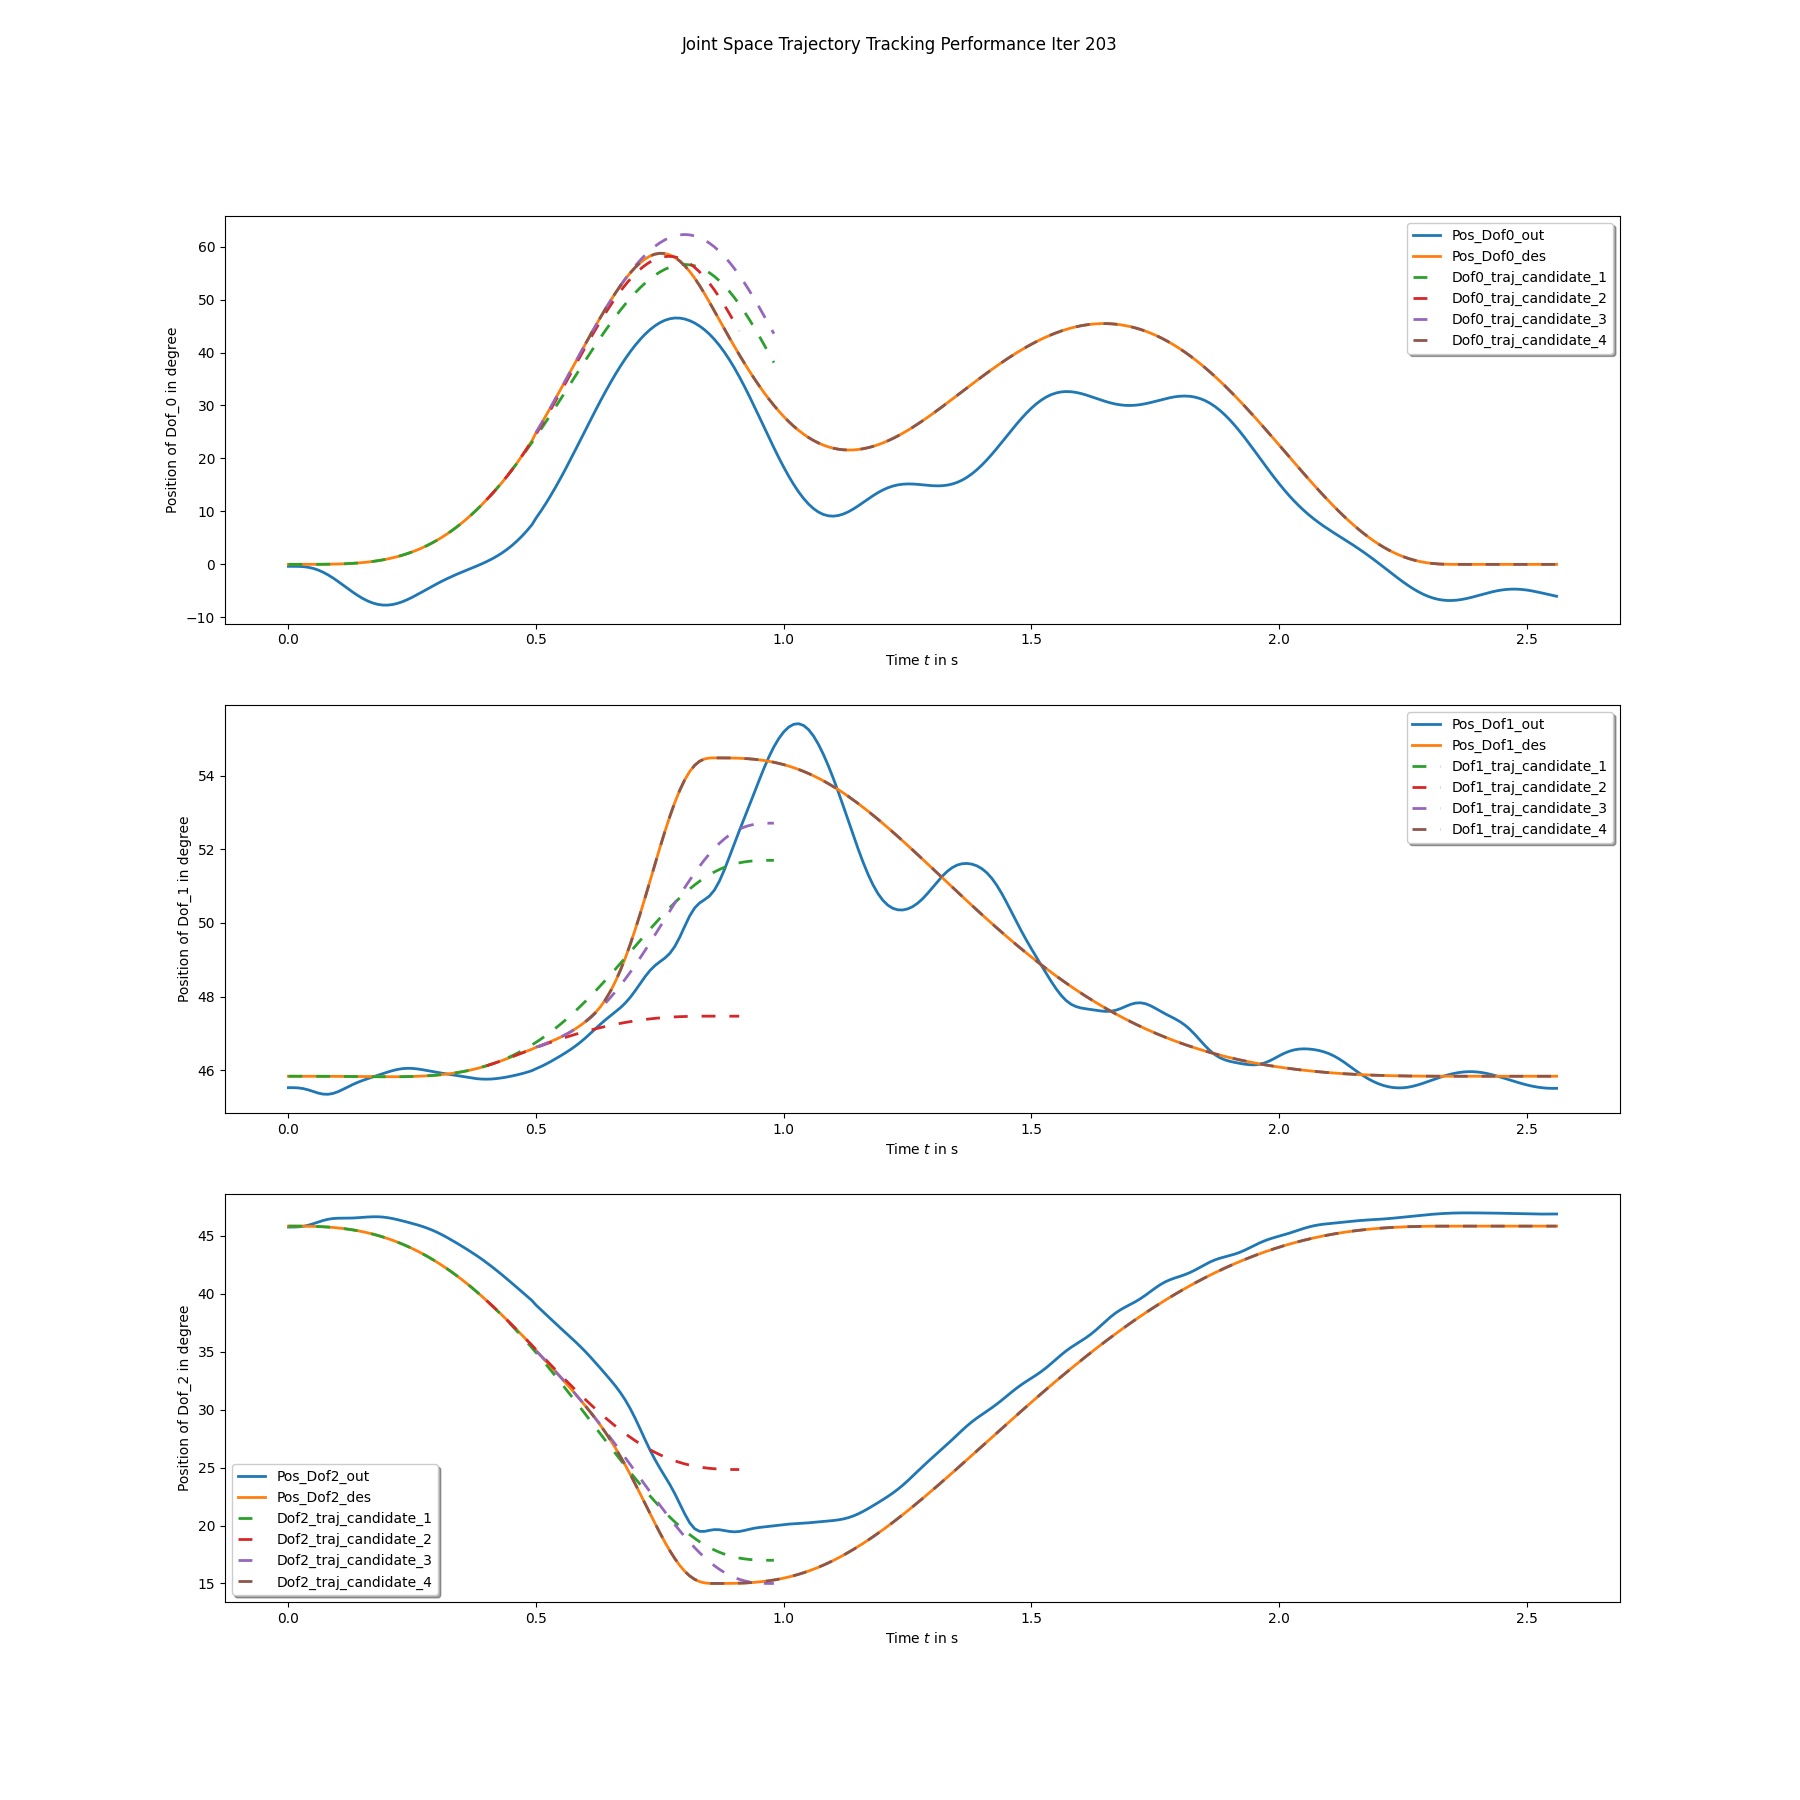 Joint Space Trajectory Tracking Performance Iter 203
Position of Dof_0 in degree
60
50
40
30
20
10
0
−10
0.0 0.5 1.0 1.5 2.0 2.5
Time t in s
Pos_Dof0_out
Pos_Dof0_des
Dof0_traj_candidate_1
Dof0_traj_candidate_2
Dof0_traj_candidate_3
Dof0_traj_candidate_4
Position of Dof_1 in degree
54
52
50
48
46
0.0 0.5 1.0 1.5 2.0 2.5
Time t in s
Pos_Dof1_out
Pos_Dof1_des
Dof1_traj_candidate_1
Dof1_traj_candidate_2
Dof1_traj_candidate_3
Dof1_traj_candidate_4
Position of Dof_2 in degree
45
40
35
30
25
20
15
0.0 0.5 1.0 1.5 2.0 2.5
Time t in s
Pos_Dof2_out
Pos_Dof2_des
Dof2_traj_candidate_1
Dof2_traj_candidate_2
Dof2_traj_candidate_3
Dof2_traj_candidate_4